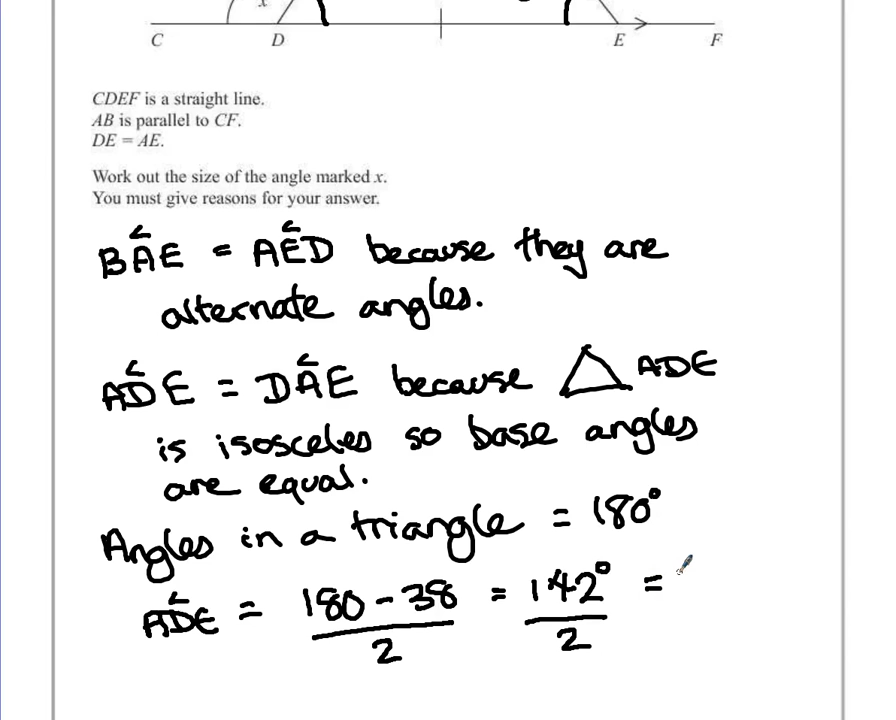 x
C D E F
CDEF is a straight line.
AB is parallel to CF.
DE = AE.
Work out the size of the angle marked x.
You must give reasons for your answer.
BÂE = AÊD because they are
alternate angles.
AD̂E = DÂE because △ ADE
is isosceles so base angles
are equal.
Angles in a triangle = 180°
AD̂E = 180-38 / 2 = 142° / 2 =